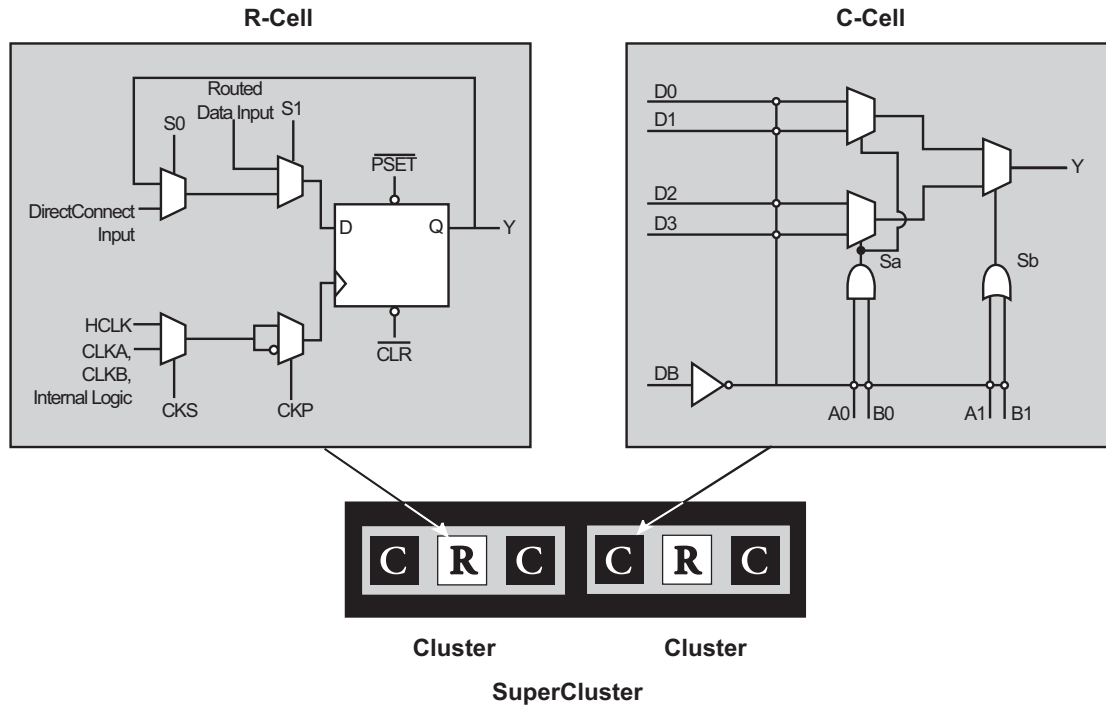 R-Cell
Routed
Data Input
S1
S0
PSET
DirectConnect
Input
D
Q
Y
HCLK
CLKA,
CLKB,
Internal Logic
CLR
CKS
CKP
C-Cell
D0
D1
D2
D3
Y
Sa
Sb
DB
A0
B0
A1
B1
C R C
C R C
Cluster
Cluster
SuperCluster